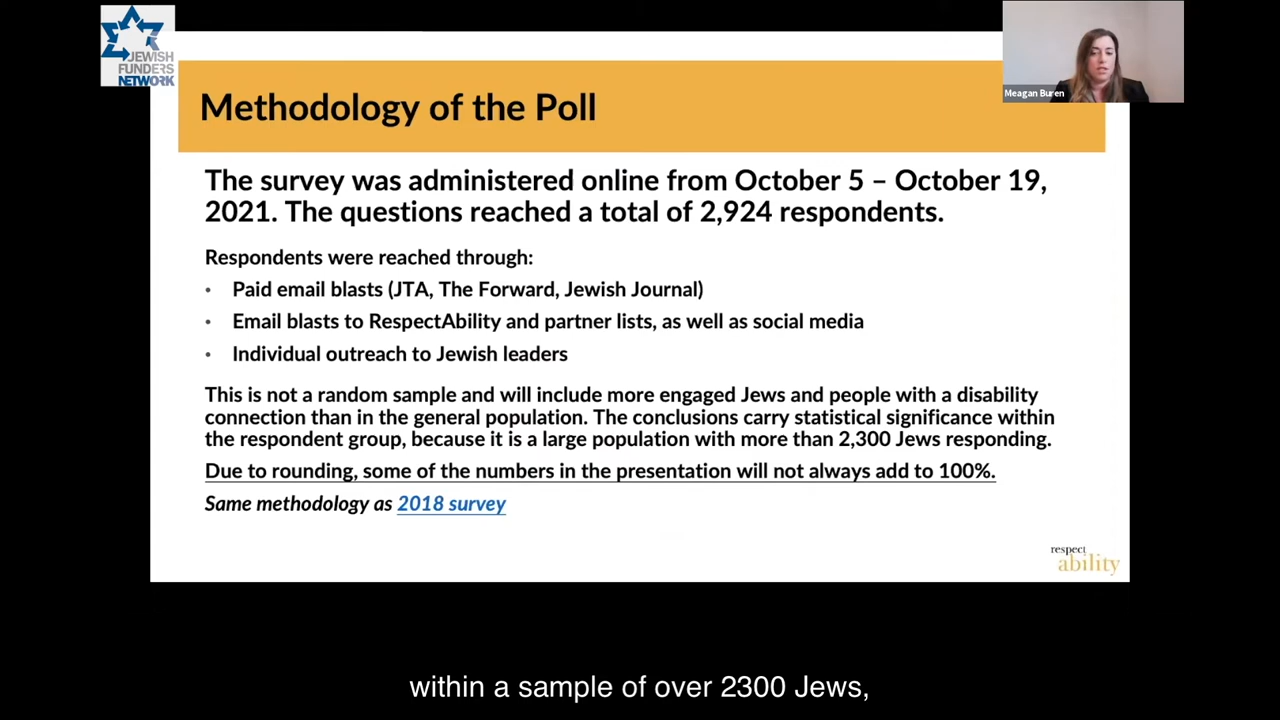 JEWISH
FUNDERS
NETWORK
Meagan Buren
Methodology of the Poll
The survey was administered online from October 5 – October 19,
2021. The questions reached a total of 2,924 respondents.
Respondents were reached through:
• Paid email blasts (JTA, The Forward, Jewish Journal)
• Email blasts to RespectAbility and partner lists, as well as social media
• Individual outreach to Jewish leaders
This is not a random sample and will include more engaged Jews and people with a disability
connection than in the general population. The conclusions carry statistical significance within
the respondent group, because it is a large population with more than 2,300 Jews responding.
Due to rounding, some of the numbers in the presentation will not always add to 100%.
Same methodology as 2018 survey
respect
ability
within a sample of over 2300 Jews,